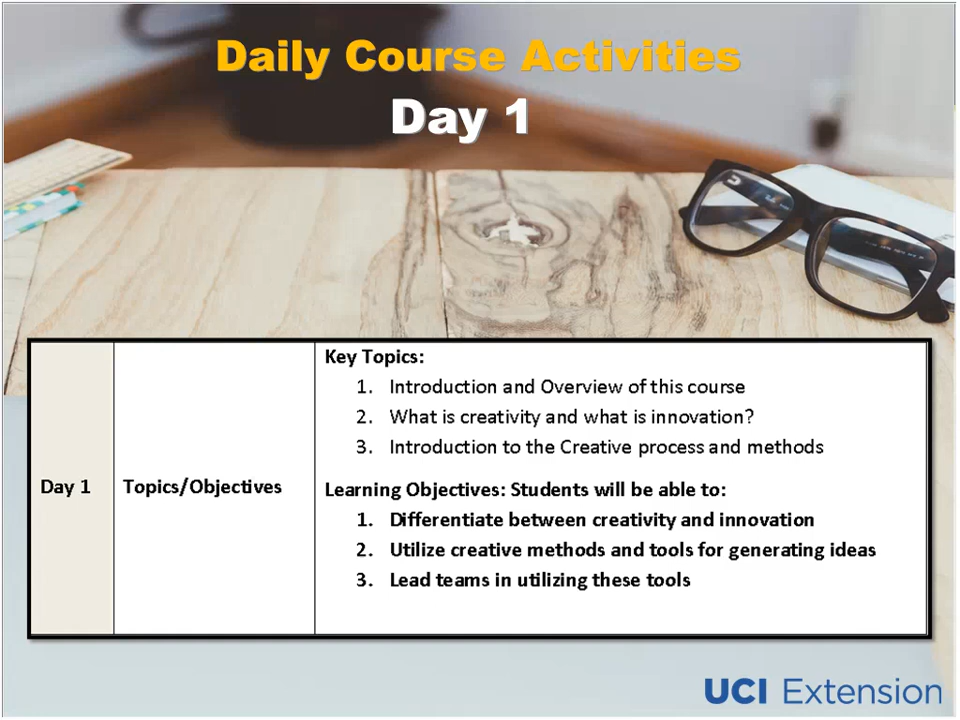 Daily Course Activities
Day 1
Key Topics:
1. Introduction and Overview of this course
2. What is creativity and what is innovation?
3. Introduction to the Creative process and methods
Day 1
Topics/Objectives
Learning Objectives: Students will be able to:
1. Differentiate between creativity and innovation
2. Utilize creative methods and tools for generating ideas
3. Lead teams in utilizing these tools
UCI Extension